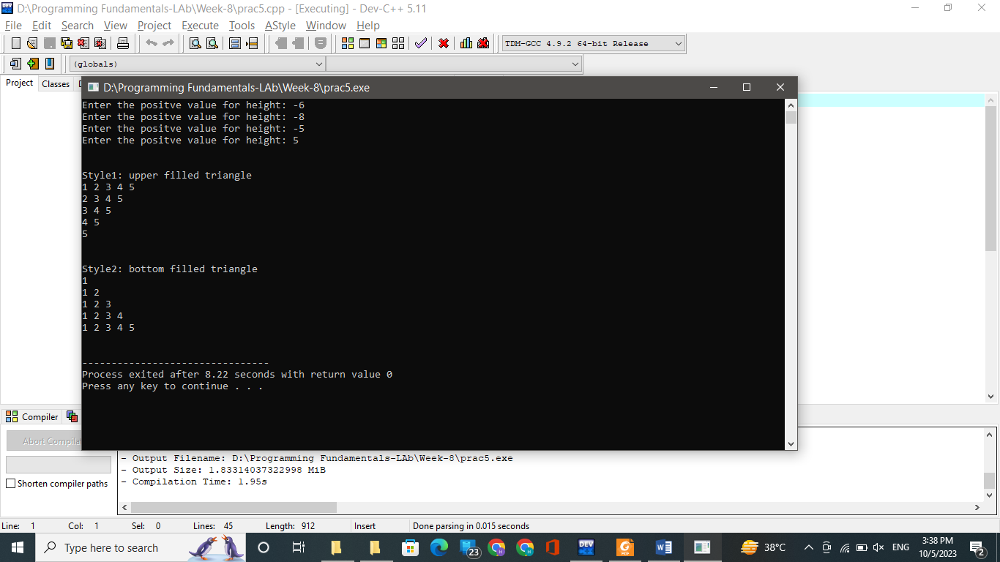 D:\Programming Fundamentals-LAb\Week-8\prac5.cpp - [Executing] - Dev-C++ 5.11
File Edit Search View Project Execute Tools AStyle Window Help
TDM-GCC 4.9.2 64-bit Release
(globals)
Project Classes
D:\Programming Fundamentals-LAb\Week-8\prac5.exe
Enter the positve value for height: -6
Enter the positve value for height: -8
Enter the positve value for height: -5
Enter the positve value for height: 5
Style1: upper filled triangle
1 2 3 4 5
2 3 4 5
3 4 5
4 5
5
Style2: bottom filled triangle
1
1 2
1 2 3
1 2 3 4
1 2 3 4 5
--------------------------------
Process exited after 8.22 seconds with return value 0
Press any key to continue . . .
Compiler
Abort Compila
Shorten compiler paths
- Output Filename: D:\Programming Fundamentals-LAb\Week-8\prac5.exe
- Output Size: 1.83314037322998 MiB
- Compilation Time: 1.95s
Line: 1 Col: 1 Sel: 0 Lines: 45 Length: 912 Insert Done parsing in 0.015 seconds
Type here to search
23
DEV
PDF
38°C
ENG
3:38 PM
10/5/2023
2